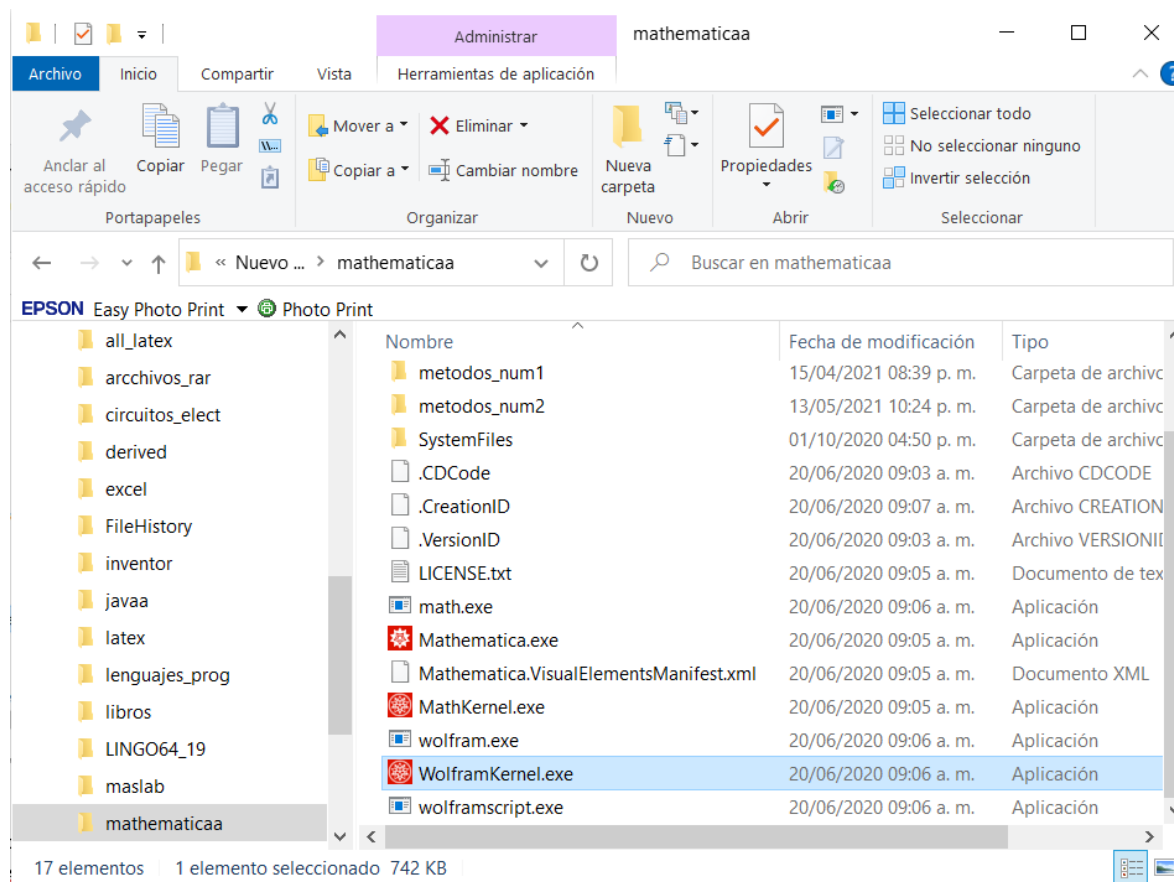 Administrar mathematicaa
Archivo Inicio Compartir Vista Herramientas de aplicación ?
Anclar al acceso rápido
Copiar
Pegar
W...
Portapapeles
Mover a
Copiar a
Eliminar
Cambiar nombre
Organizar
Nueva carpeta
Nuevo
Propiedades
Abrir
Seleccionar todo
No seleccionar ninguno
Invertir selección
Seleccionar
« Nuevo ... > mathematicaa
Buscar en mathematicaa
EPSON Easy Photo Print Photo Print
all_latex
arcchivos_rar
circuitos_elect
derived
excel
FileHistory
inventor
javaa
latex
lenguajes_prog
libros
LINGO64_19
maslab
mathematicaa
Nombre Fecha de modificación Tipo
metodos_num1 15/04/2021 08:39 p. m. Carpeta de archivo
metodos_num2 13/05/2021 10:24 p. m. Carpeta de archivo
SystemFiles 01/10/2020 04:50 p. m. Carpeta de archivo
.CDCode 20/06/2020 09:03 a. m. Archivo CDCODE
.CreationID 20/06/2020 09:07 a. m. Archivo CREATION
.VersionID 20/06/2020 09:03 a. m. Archivo VERSIONID
LICENSE.txt 20/06/2020 09:05 a. m. Documento de tex
math.exe 20/06/2020 09:06 a. m. Aplicación
Mathematica.exe 20/06/2020 09:05 a. m. Aplicación
Mathematica.VisualElementsManifest.xml 20/06/2020 09:05 a. m. Documento XML
MathKernel.exe 20/06/2020 09:05 a. m. Aplicación
wolfram.exe 20/06/2020 09:06 a. m. Aplicación
WolframKernel.exe 20/06/2020 09:06 a. m. Aplicación
wolframscript.exe 20/06/2020 09:06 a. m. Aplicación
17 elementos 1 elemento seleccionado 742 KB